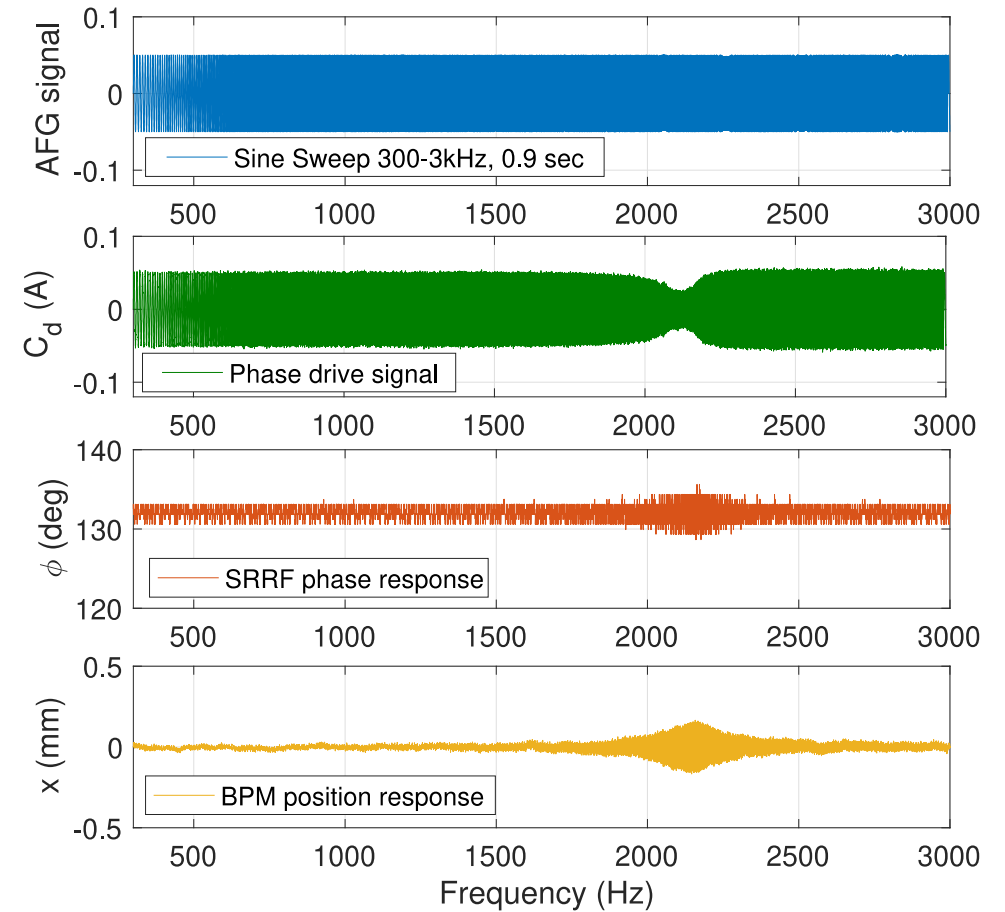 0.1
0
-0.1
AFG signal
Sine Sweep 300-3kHz, 0.9 sec
500 1000 1500 2000 2500 3000
0.1
0
-0.1
C_d (A)
Phase drive signal
500 1000 1500 2000 2500 3000
140
130
120
ϕ (deg)
SRRF phase response
500 1000 1500 2000 2500 3000
0.5
0
-0.5
x (mm)
BPM position response
500 1000 1500 2000 2500 3000
Frequency (Hz)